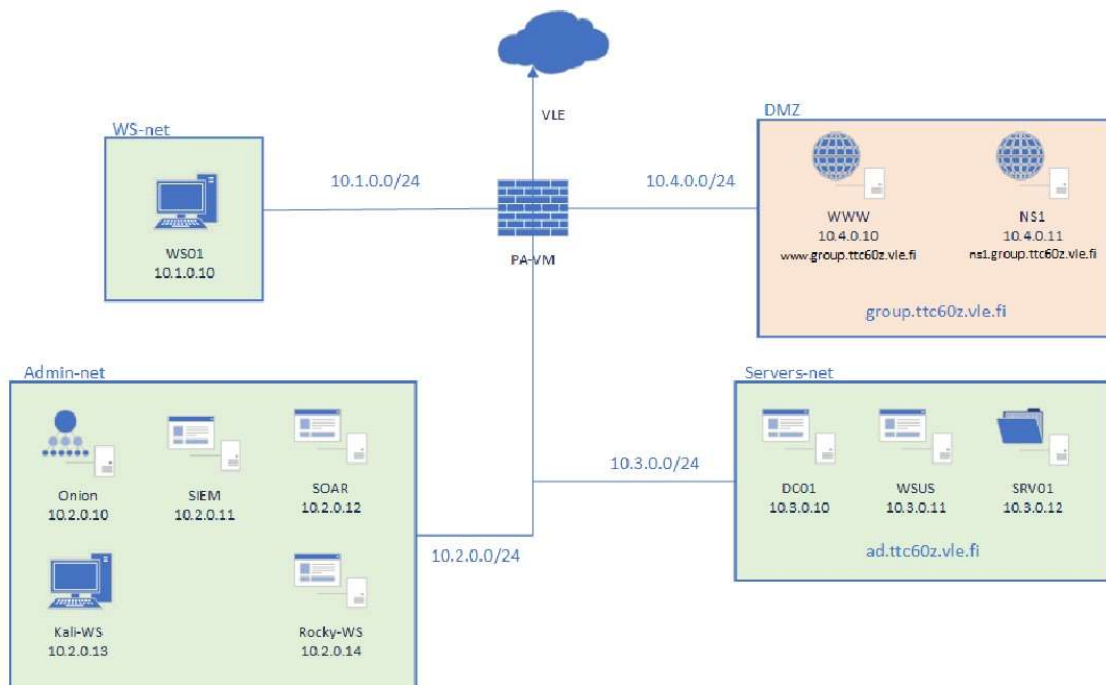 VLE
WS-net
DMZ
10.1.0.0/24
10.4.0.0/24
WS01
10.1.0.10
PA-VM
WWW
10.4.0.10
www.group.ttc60z.vle.fi
NS1
10.4.0.11
ns1.group.ttc60z.vle.fi
group.ttc60z.vle.fi
Admin-net
Servers-net
Onion
10.2.0.10
SIEM
10.2.0.11
SOAR
10.2.0.12
10.3.0.0/24
DC01
10.3.0.10
WSUS
10.3.0.11
SRV01
10.3.0.12
ad.ttc60z.vle.fi
10.2.0.0/24
Kali-WS
10.2.0.13
Rocky-WS
10.2.0.14